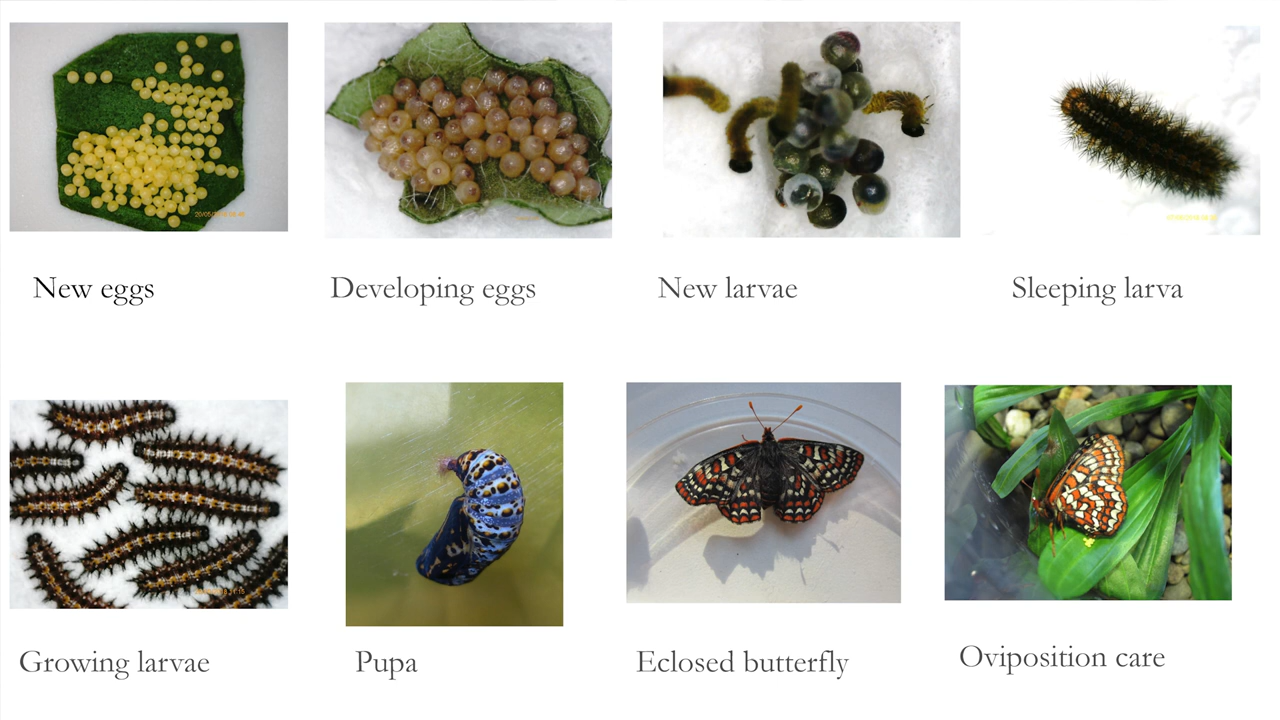 New eggs
Developing eggs
New larvae
Sleeping larva
Growing larvae
Pupa
Eclosed butterfly
Oviposition care